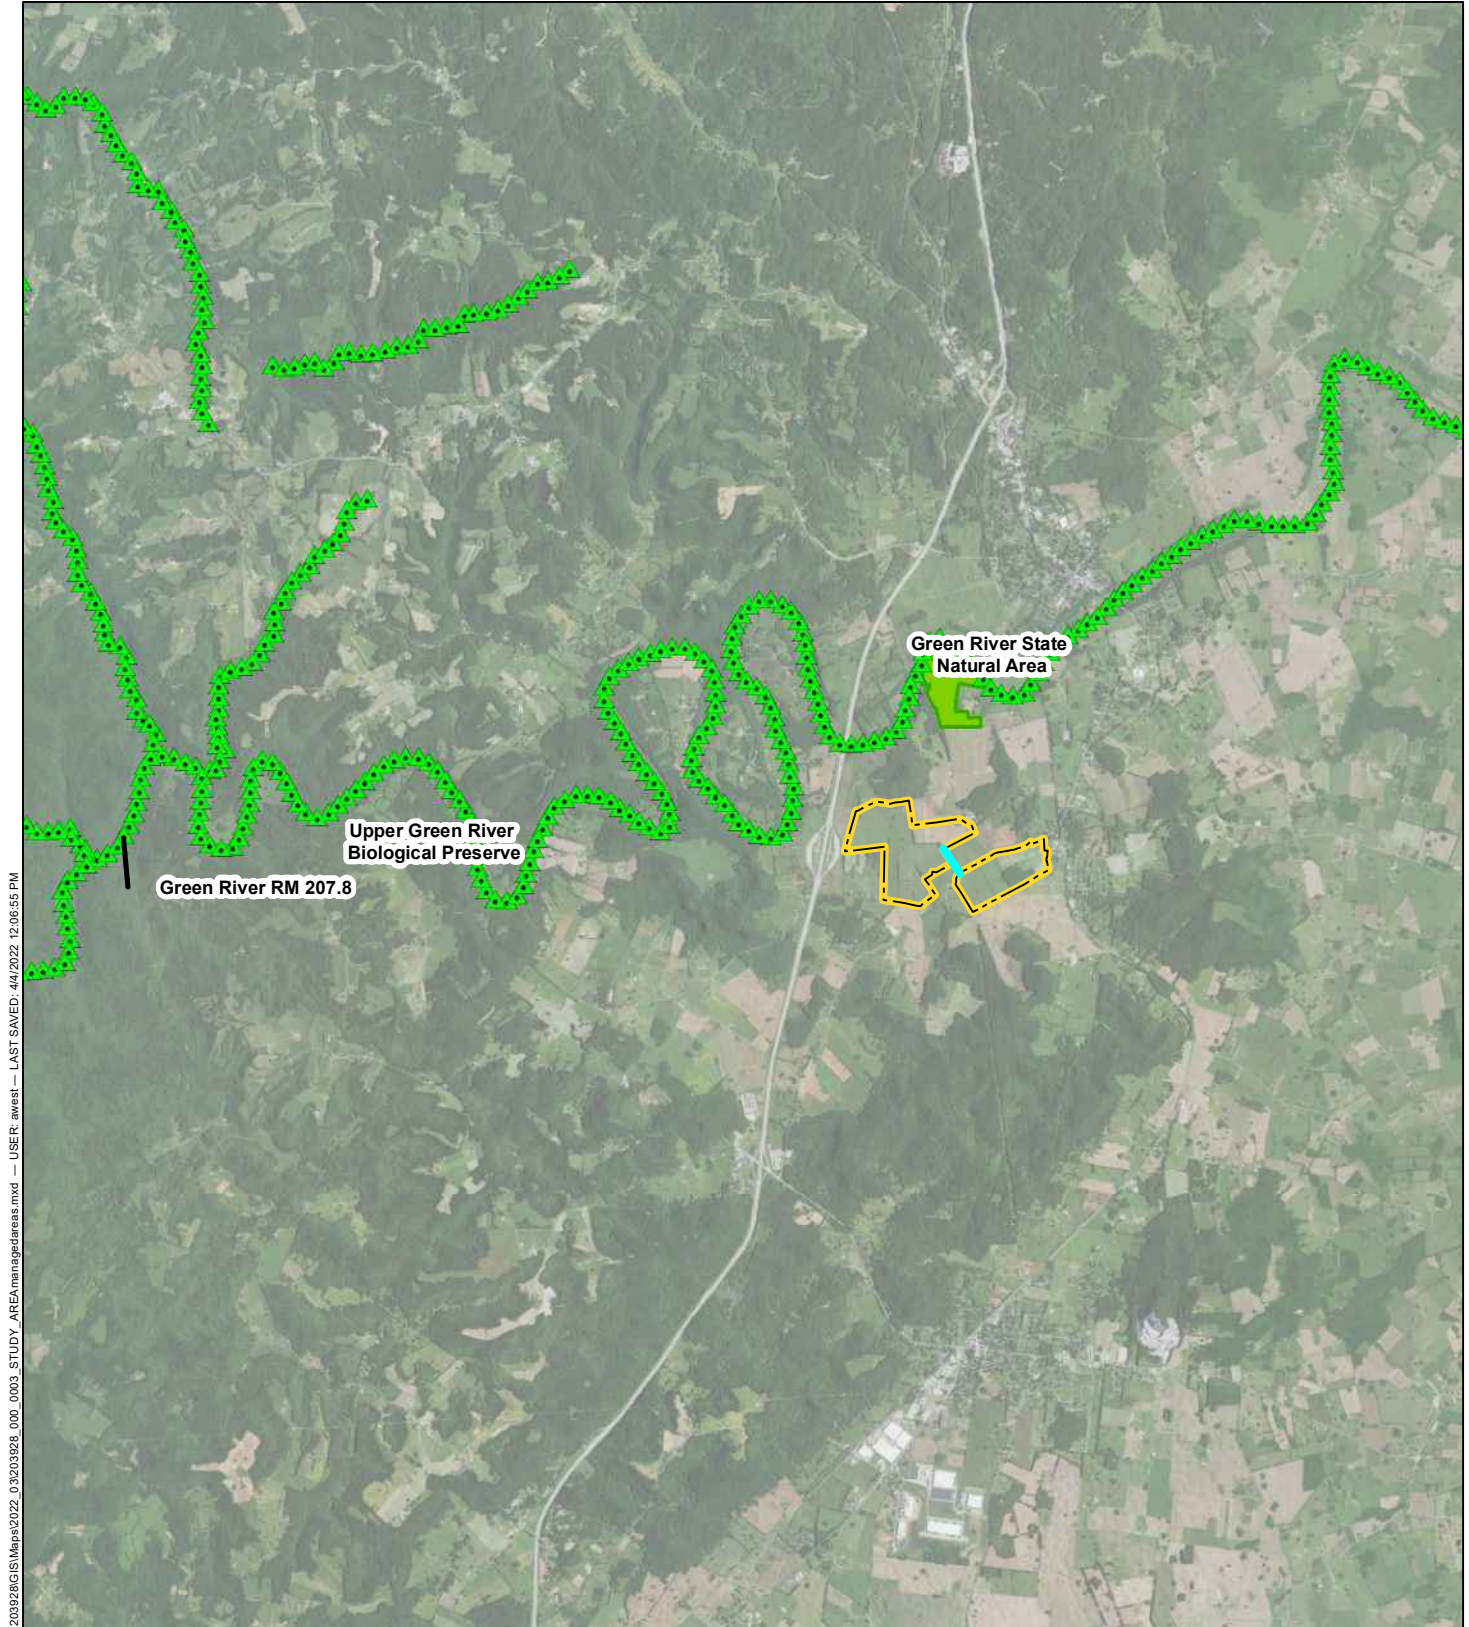 Green River State
Natural Area
Upper Green River
Biological Preserve
Green River RM 207.8
203928\GIS\Maps\2022_03\203928_000_0003_STUDY_AREAmanagedareas.mxd — USER: awest — LAST SAVED: 4/4/2022 12:06:55 PM